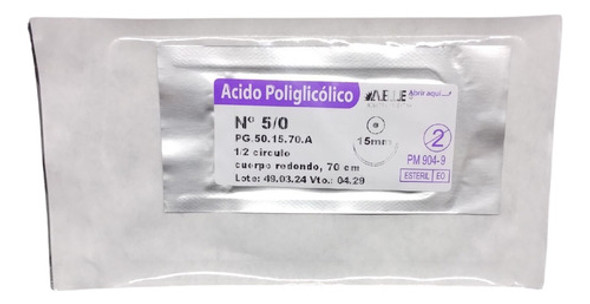 Acido Poliglicólico
Abrir aquí...
Nº 5/0
PG.50.15.70.A
1/2 circulo
cuerpo redondo, 70 cm
Lote: 49.03.24 Vto.: 04.29
15mm
2
PM 904-9
ESTERIL EO